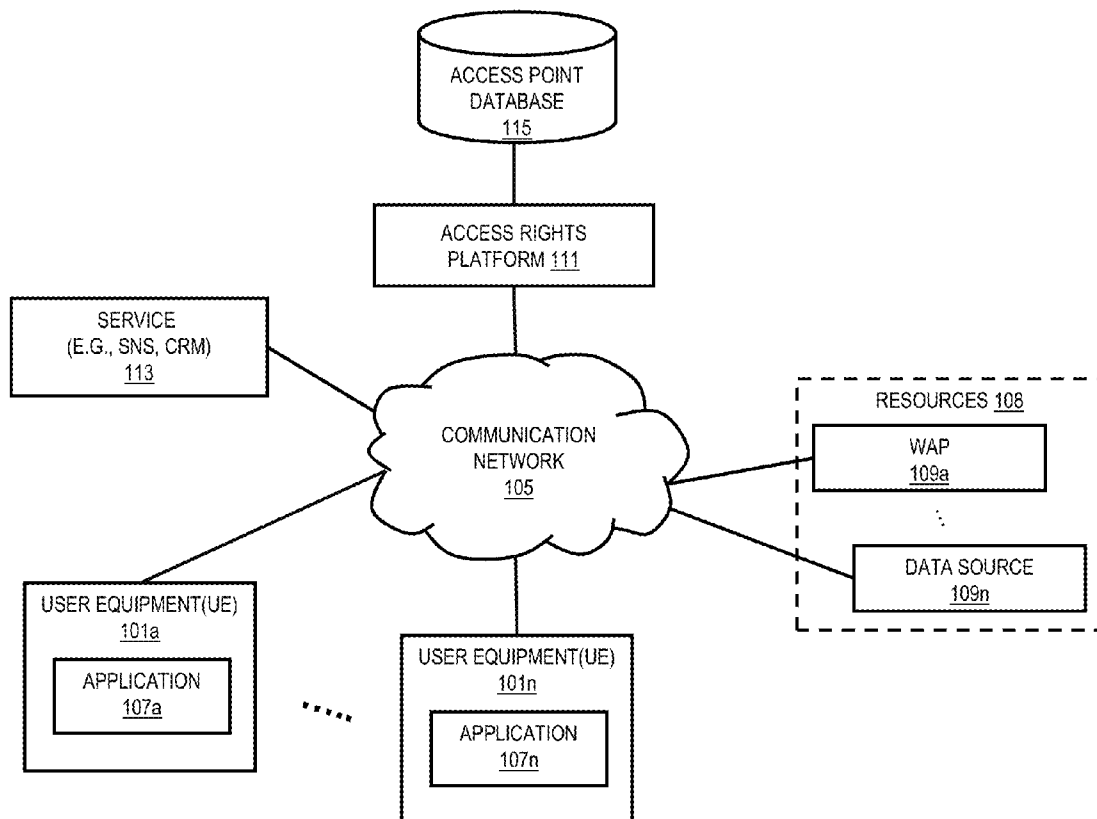 ACCESS POINT
DATABASE
115
ACCESS RIGHTS
PLATFORM 111
SERVICE
(E.G., SNS, CRM)
113
COMMUNICATION
NETWORK
105
RESOURCES 108
WAP
109a
DATA SOURCE
109n
USER EQUIPMENT(UE)
101a
APPLICATION
107a
USER EQUIPMENT(UE)
101n
APPLICATION
107n